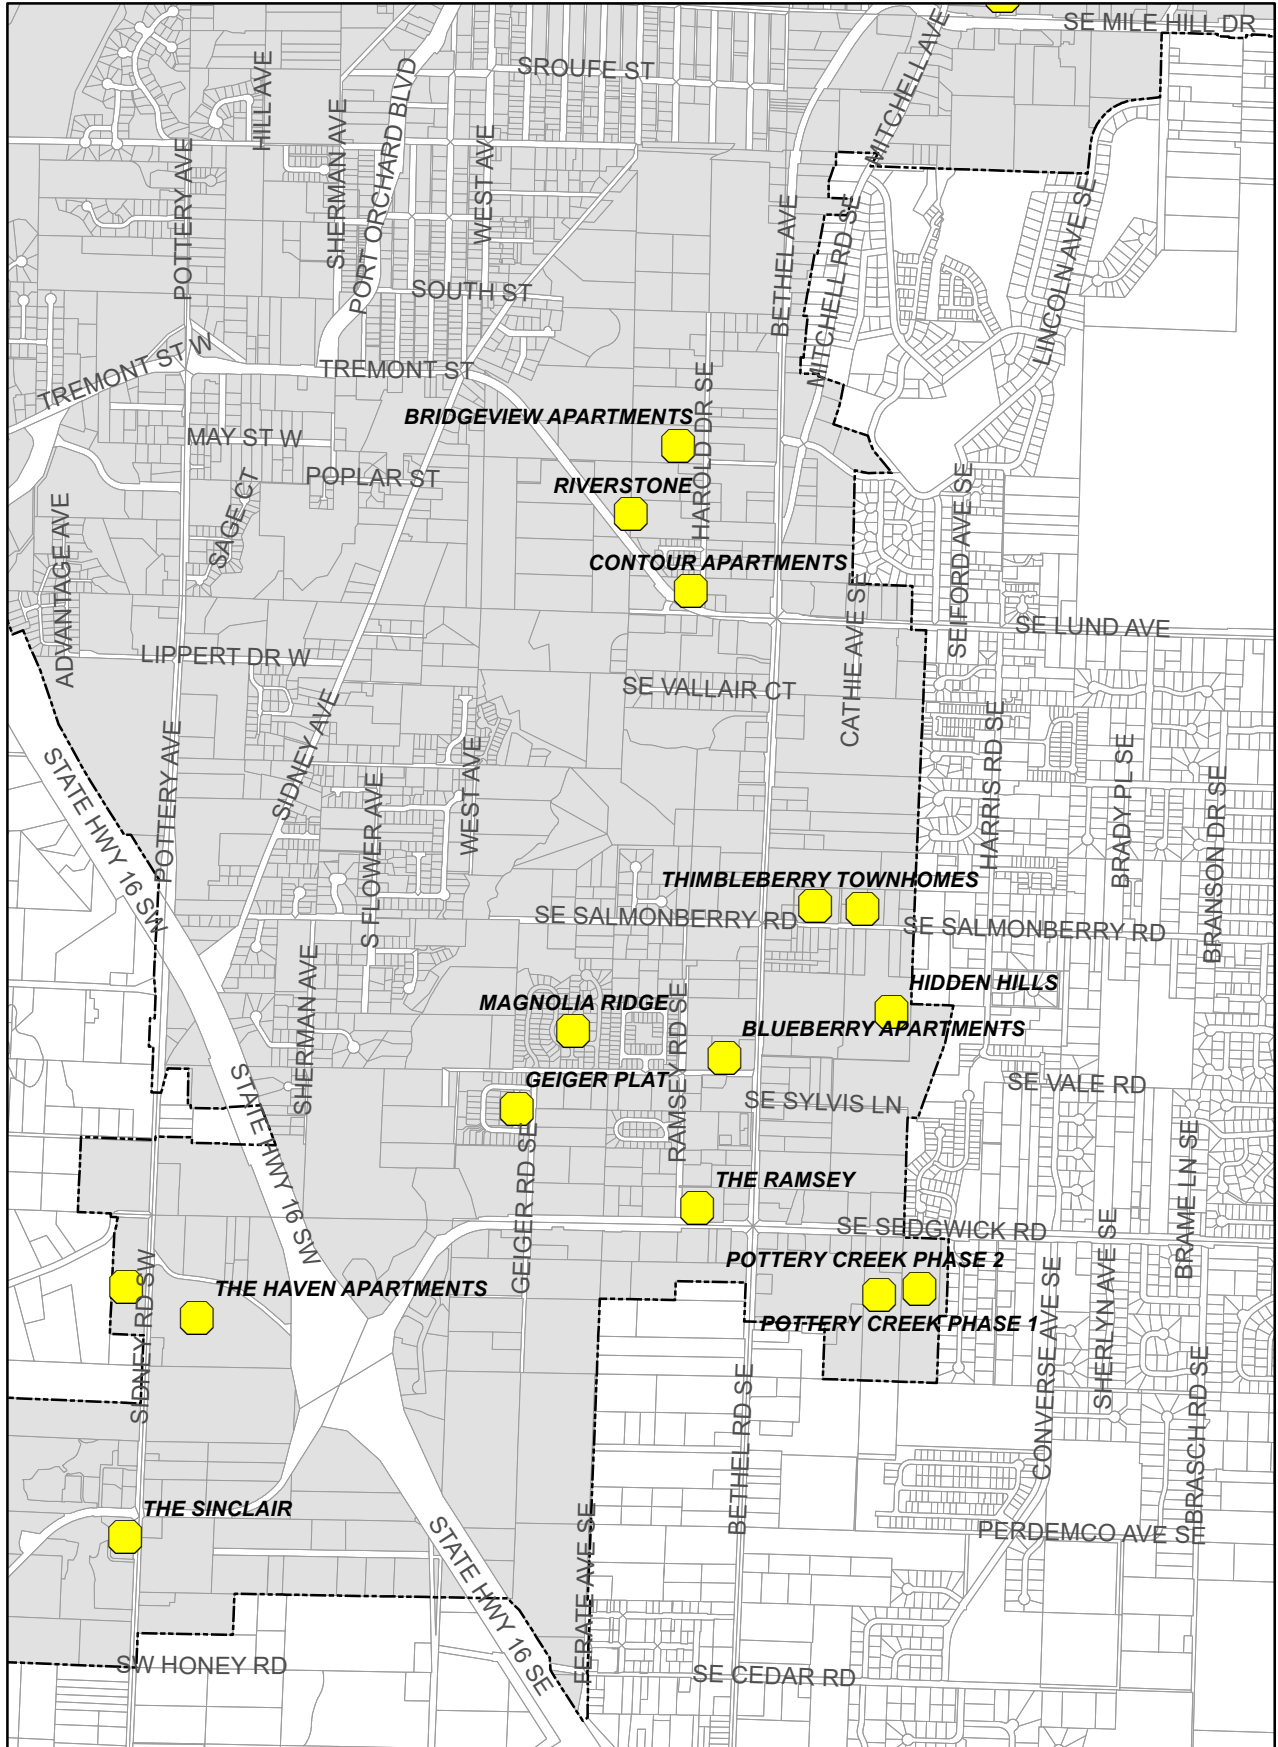 SE MILE HILL DR
SROUFE ST
MITCHELL AVE
HILL AVE
SHERMAN AVE
PORT ORCHARD BLVD
WEST AVE
POTTERY AVE
BETHEL AVE
MITCHELL RD SE
LINCOLN AVE SE
SOUTH ST
TREMONT ST W
TREMONT ST
BRIDGEVIEW APARTMENTS
HAROLD DR SE
MAY ST W
POPLAR ST
SAGE CT
RIVERSTONE
ADVANTAGE AVE
CONTOUR APARTMENTS
SEIFORD AVE SE
CATHIE AVE SE
SE LUND AVE
LIPPERT DR W
SE VALLAIR CT
SIDNEY AVE
STATE HWY 16 SW
POTTERY AVE
S FLOWER AVE
WEST AVE
HARRIS RD SE
BRADY PL SE
BRANSON DR SE
THIMBLEBERRY TOWNHOMES
SE SALMONBERRY RD
SE SALMONBERRY RD
SHERMAN AVE
HIDDEN HILLS
MAGNOLIA RIDGE
RAMSEY RD SE
BLUEBERRY APARTMENTS
GEIGER PLAT
SE VALE RD
SE SYLVIS LN
STATE HWY 16 SW
GEIGER RD SE
THE RAMSEY
BRAME LN SE
SE SEDGWICK RD
SHERLYN AVE SE
POTTERY CREEK PHASE 2
CONVERSE AVE SE
SIDNEY RD SW
THE HAVEN APARTMENTS
POTTERY CREEK PHASE 1
BETHEL RD SE
BRASCH RD SE
THE SINCLAIR
STATE HWY 16 SE
PERDEMCO AVE SE
FERATE AVE SE
SW HONEY RD
SE CEDAR RD